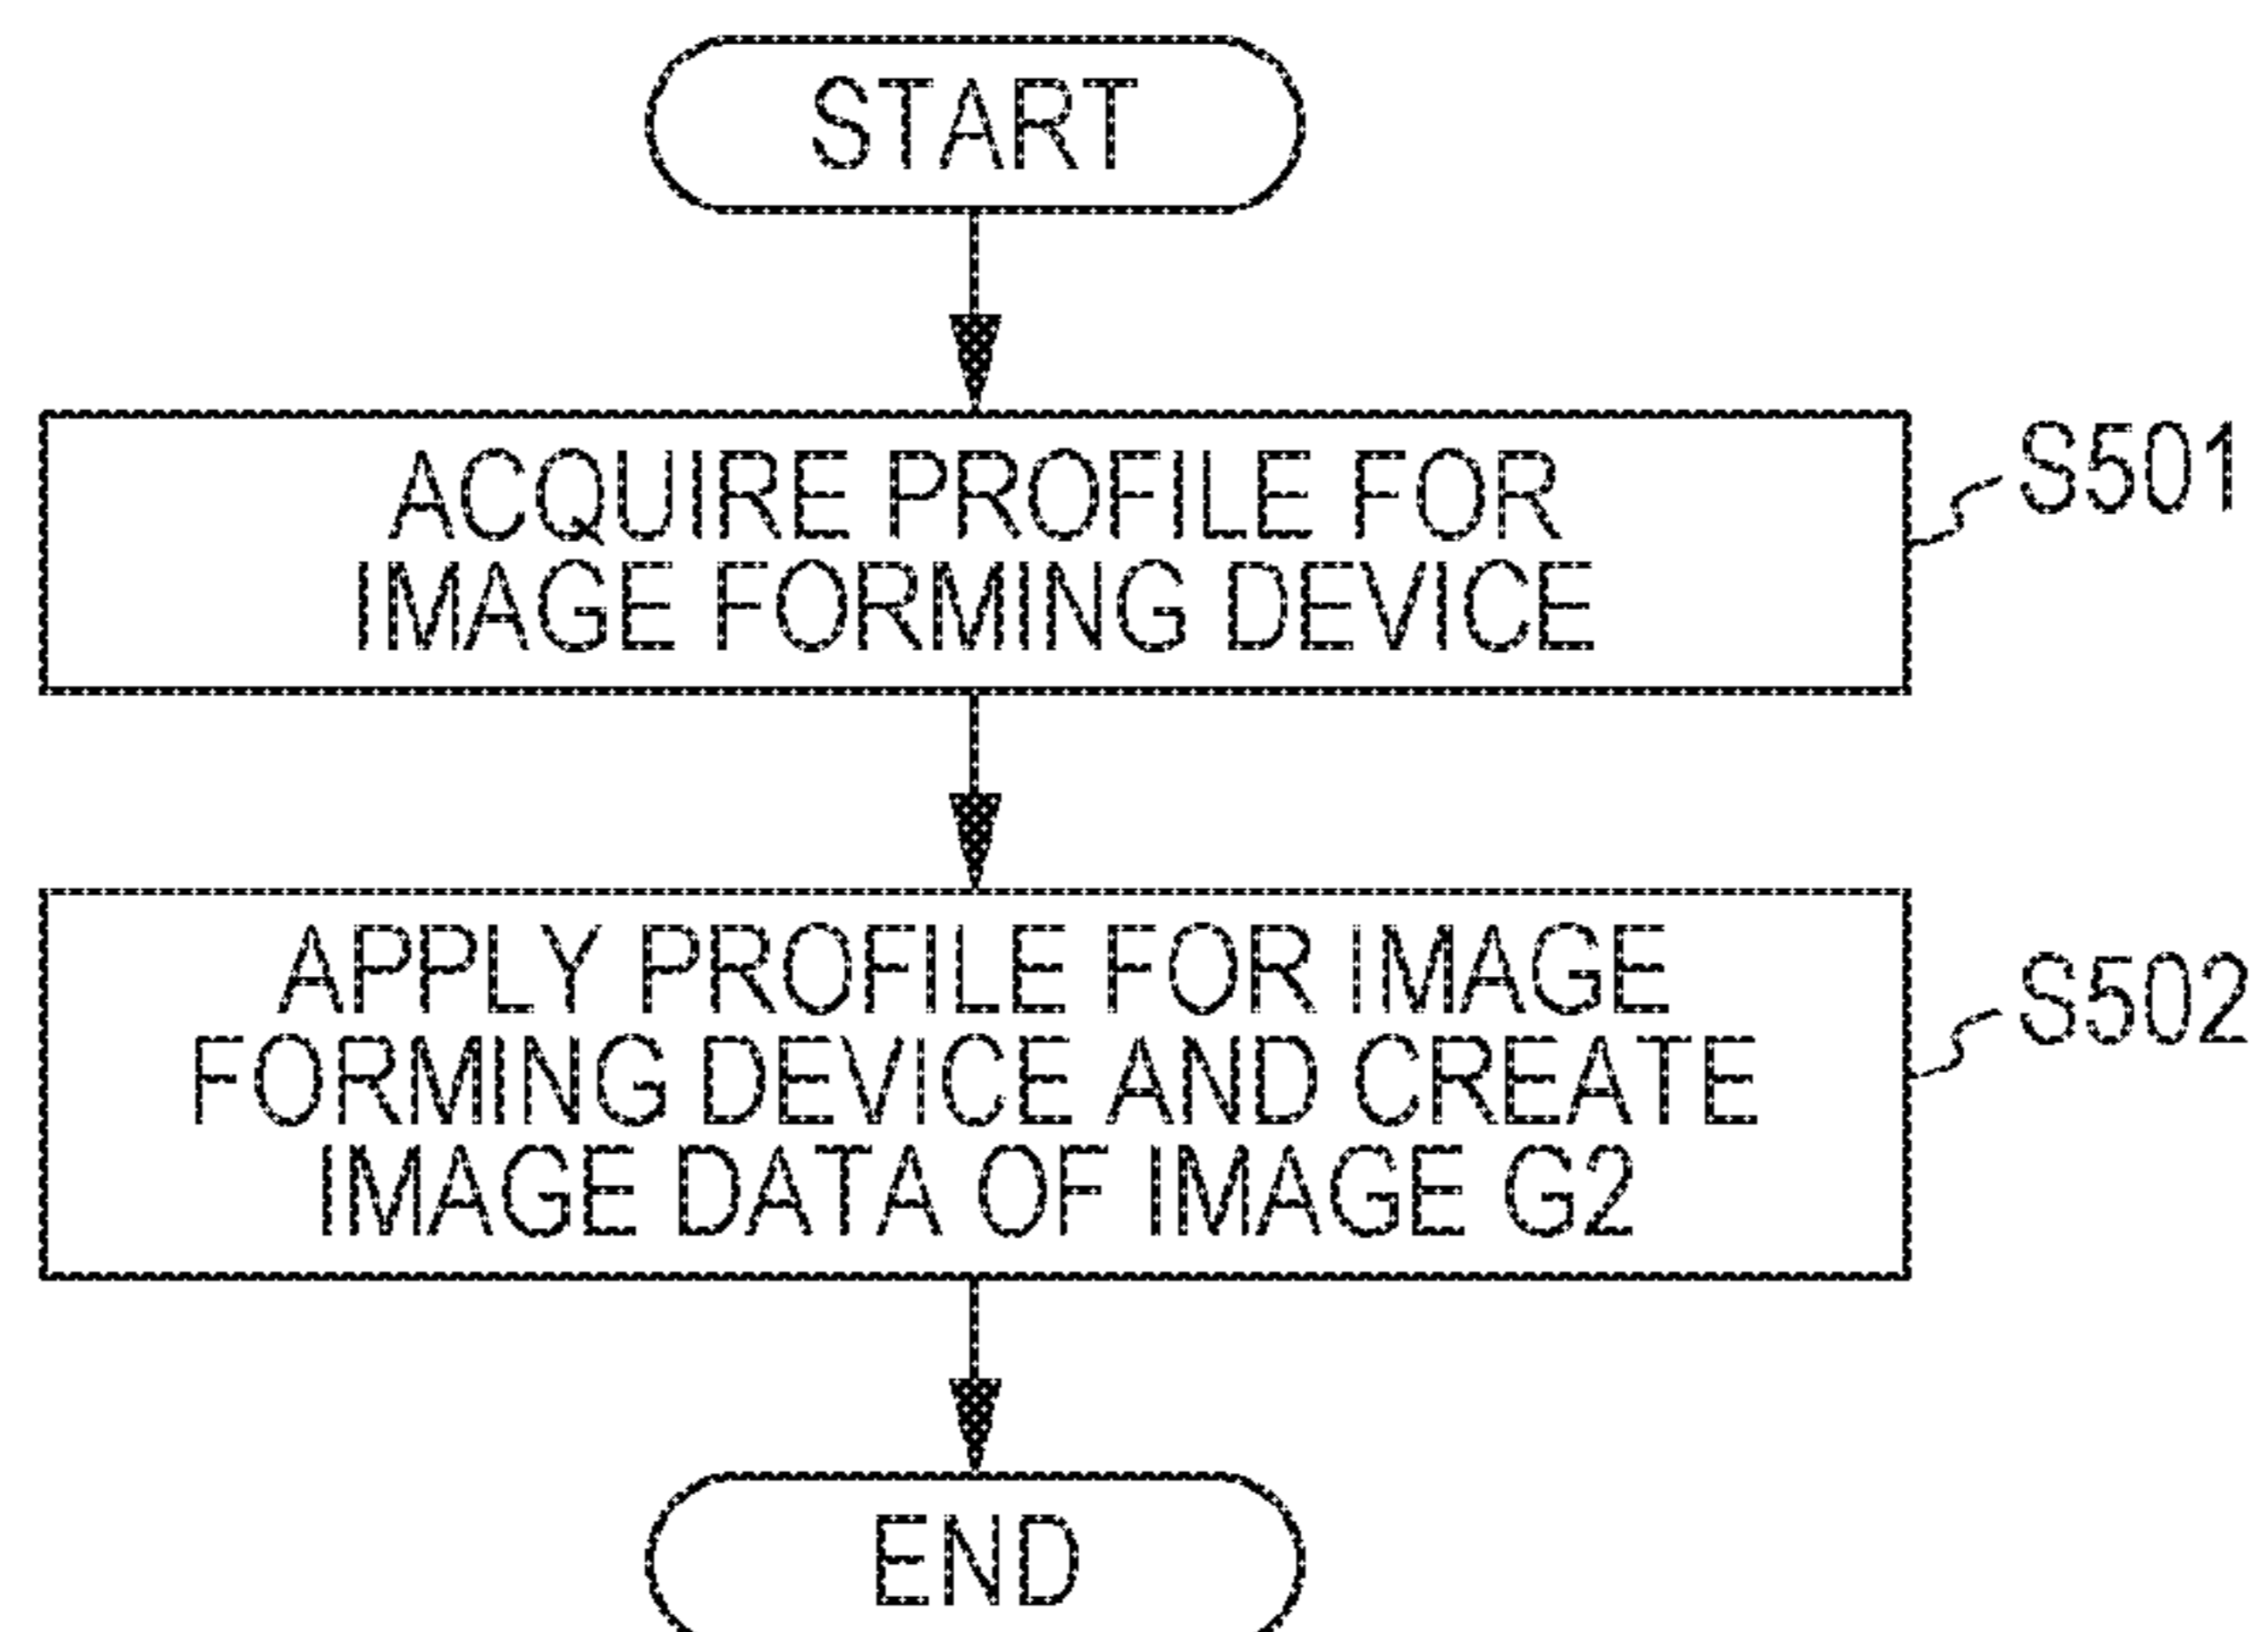 START
ACQUIRE PROFILE FOR
IMAGE FORMING DEVICE
S501
APPLY PROFILE FOR IMAGE
FORMING DEVICE AND CREATE
IMAGE DATA OF IMAGE G2
S502
END